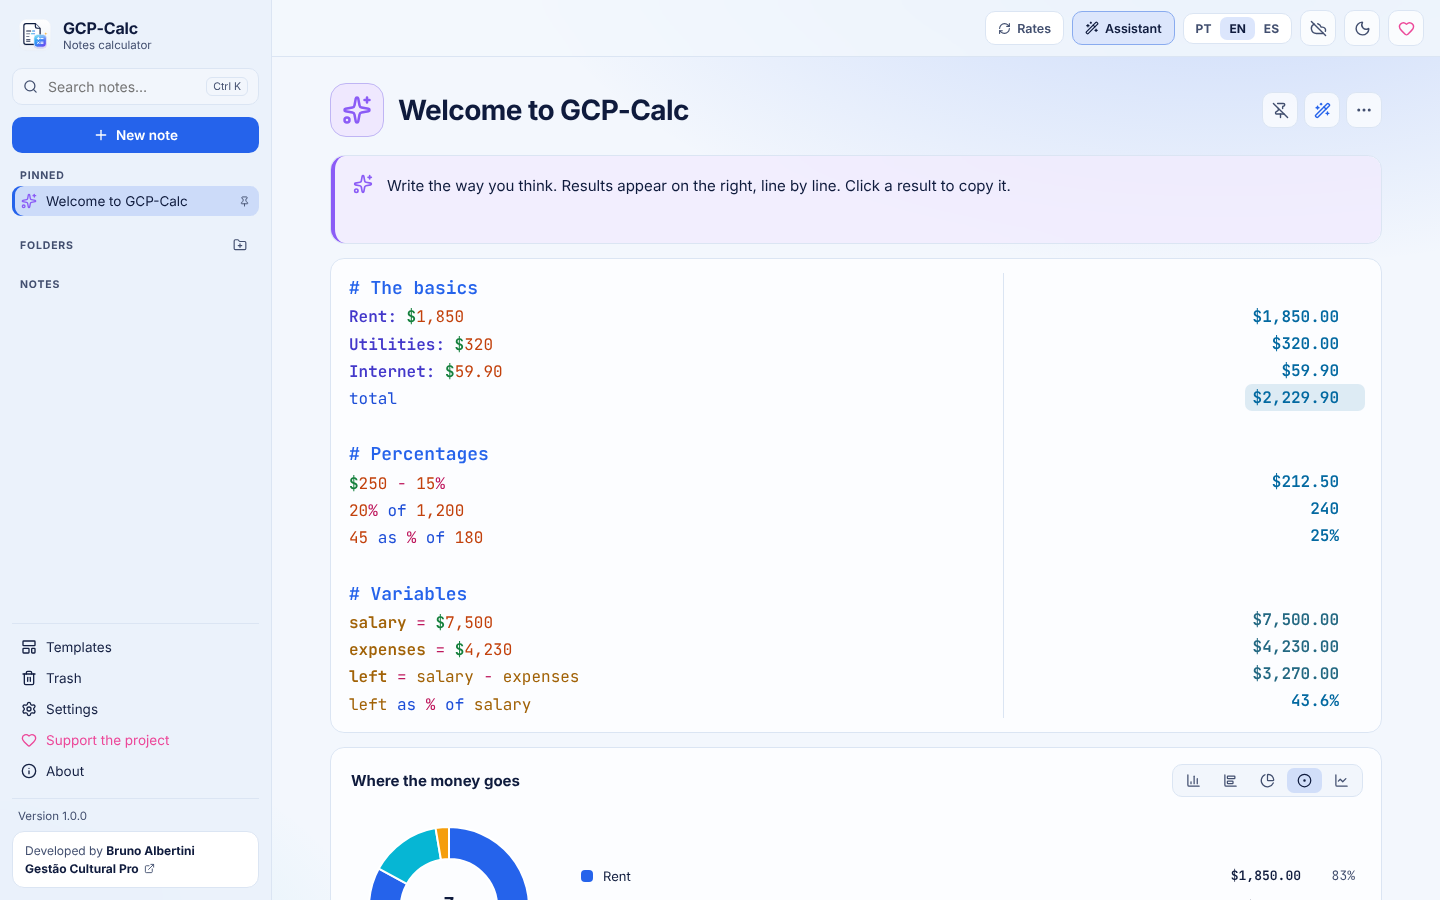 GCP-Calc
Notes calculator
Search notes...
Ctrl K
New note
PINNED
Welcome to GCP-Calc
FOLDERS
NOTES
Templates
Trash
Settings
Support the project
About
Version 1.0.0
Developed by Bruno Albertini
Gestão Cultural Pro
Rates
Assistant
PT EN ES
Welcome to GCP-Calc
Write the way you think. Results appear on the right, line by line. Click a result to copy it.
# The basics
Rent: $1,850 $1,850.00
Utilities: $320 $320.00
Internet: $59.90 $59.90
total $2,229.90
# Percentages
$250 - 15% $212.50
20% of 1,200 240
45 as % of 180 25%
# Variables
salary = $7,500 $7,500.00
expenses = $4,230 $4,230.00
left = salary - expenses $3,270.00
left as % of salary 43.6%
Where the money goes
Rent $1,850.00 83%